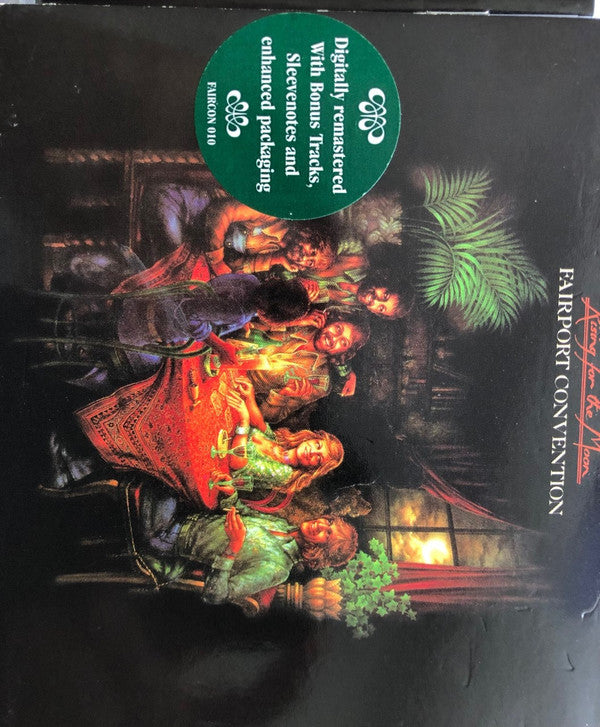 Rising for the Moon
FAIRPORT CONVENTION
Digitally remastered
With Bonus Tracks,
Sleevenotes and
enhanced packaging
FAIRCON 010